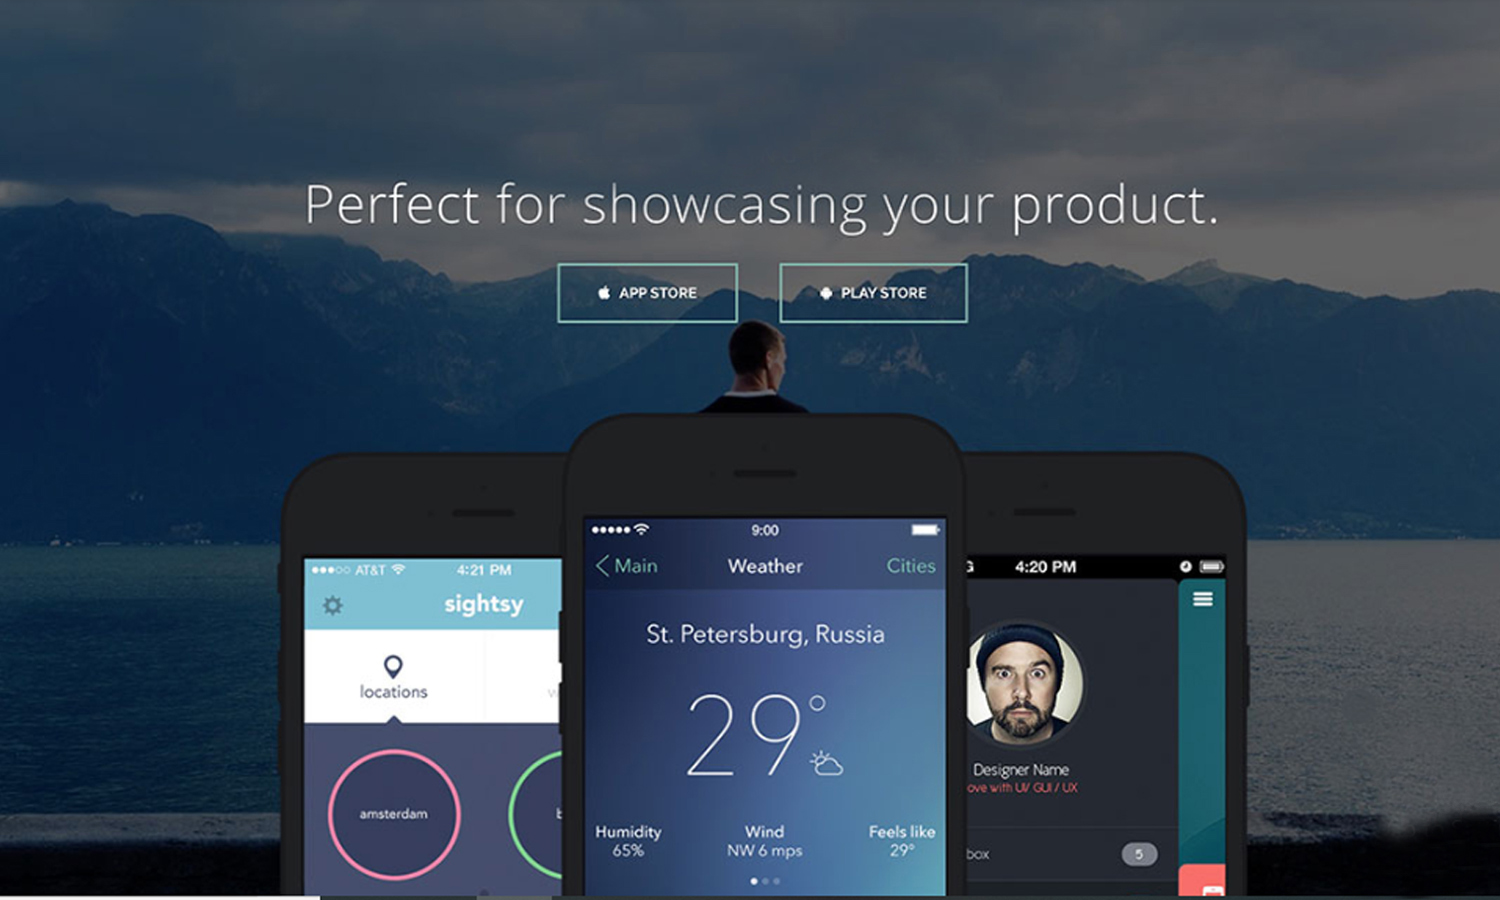 Perfect for showcasing your product.
APP STORE
PLAY STORE
AT&T
4:21 PM
sightsy
locations
amsterdam
9:00
Main
Weather
Cities
St. Petersburg, Russia
29°
Humidity
65%
Wind
NW 6 mps
Feels like
29°
4:20 PM
Designer Name
with UI/ GUI / UX
5